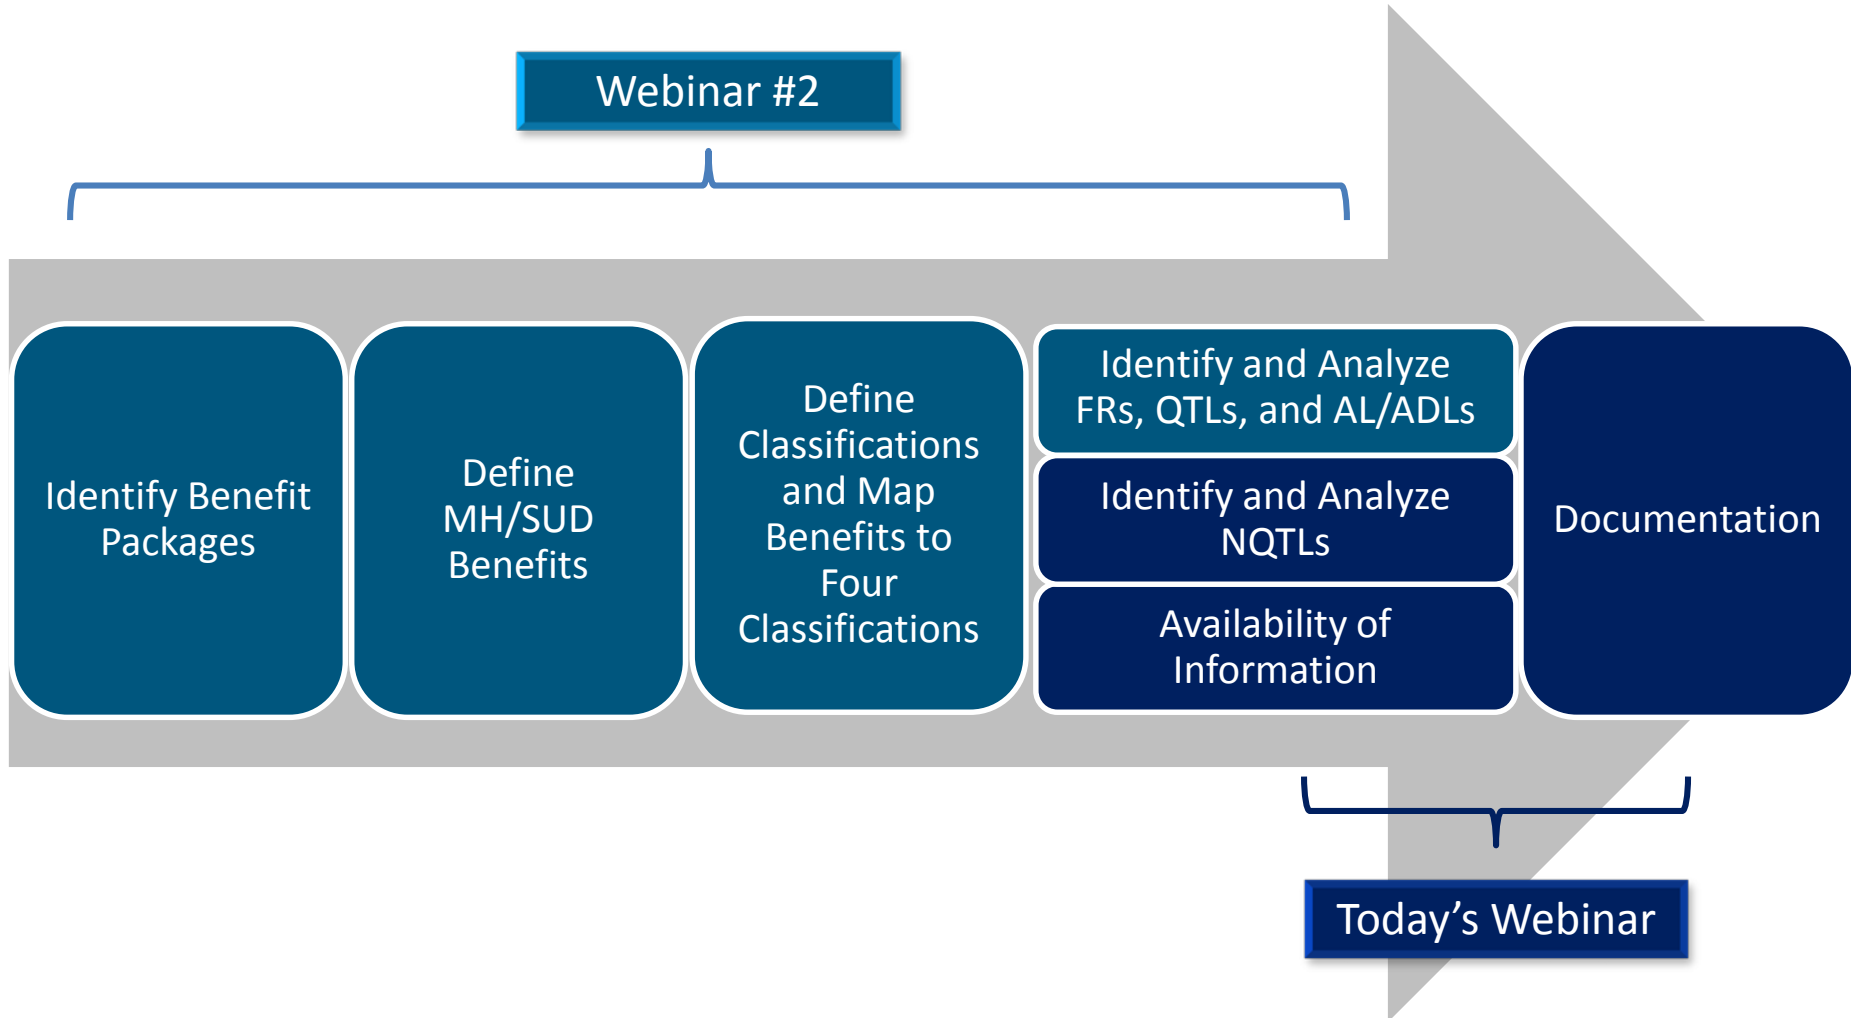 Webinar #2
Identify Benefit
Packages
Define
MH/SUD
Benefits
Define
Classifications
and Map
Benefits to
Four
Classifications
Identify and Analyze
FRs, QTLs, and AL/ADLs
Identify and Analyze
NQTLs
Availability of
Information
Documentation
Today’s Webinar